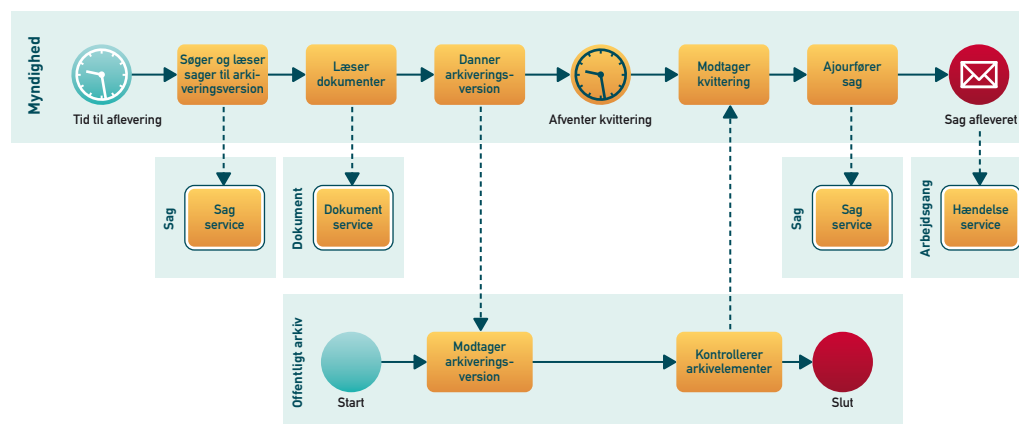 Myndighed
Tid til aflevering
Søger og læser
sager til arki-
veringsversion
Læser
dokumenter
Danner
arkiverings-
version
Afventer kvittering
Modtager
kvittering
Ajourfører
sag
Sag afleveret
Sag
Sag
service
Dokument
Dokument
service
Sag
Sag
service
Arbejdsgang
Hændelse
service
Offentligt arkiv
Start
Modtager
arkiverings-
version
Kontrollerer
arkivelementer
Slut